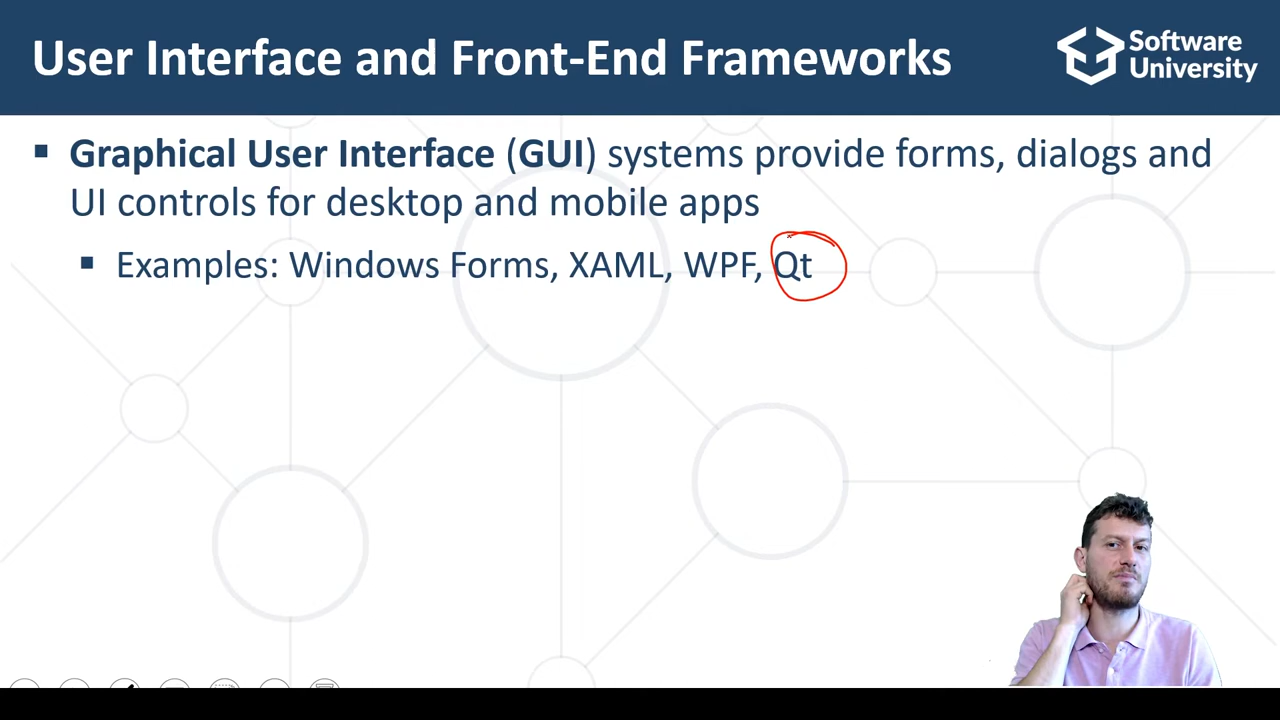 User Interface and Front-End Frameworks
Software
University
▪ Graphical User Interface (GUI) systems provide forms, dialogs and
UI controls for desktop and mobile apps
▪ Examples: Windows Forms, XAML, WPF, Qt